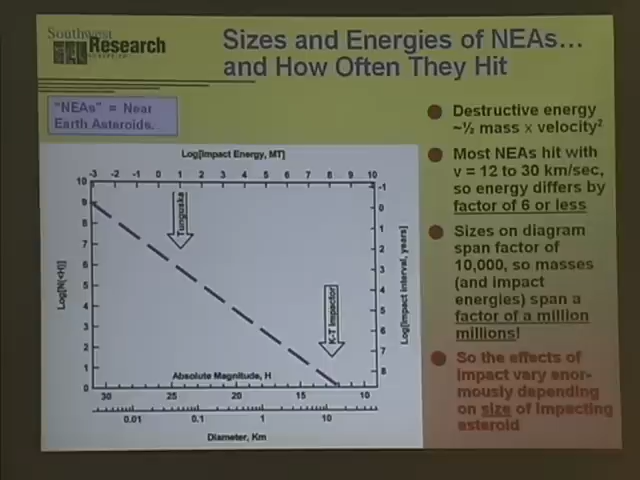 Southwest
Research
Sizes and Energies of NEAs…
and How Often They Hit
"NEAs" = Near
Earth Asteroids.
Destructive energy
~½ mass x velocity²
Most NEAs hit with
v = 12 to 30 km/sec,
so energy differs by
factor of 6 or less
Sizes on diagram
span factor of
10,000, so masses
(and impact
energies) span a
factor of a million
millions!
So the effects of
impact vary enor-
mously depending
on size of impacting
asteroid
Log[Impact Energy, MT]
-3 -2 -1 0 1 2 3 4 5 6 7 8 9 10
10
9
8
7
6
5
4
3
2
1
0
Log[N(<H)]
Tunguska
K-T Impactor
-1
0
1
2
3
4
5
6
7
8
Log[Impact Interval, years]
Absolute Magnitude, H
30 25 20 15 10
0.01 0.1 1 10
Diameter, Km